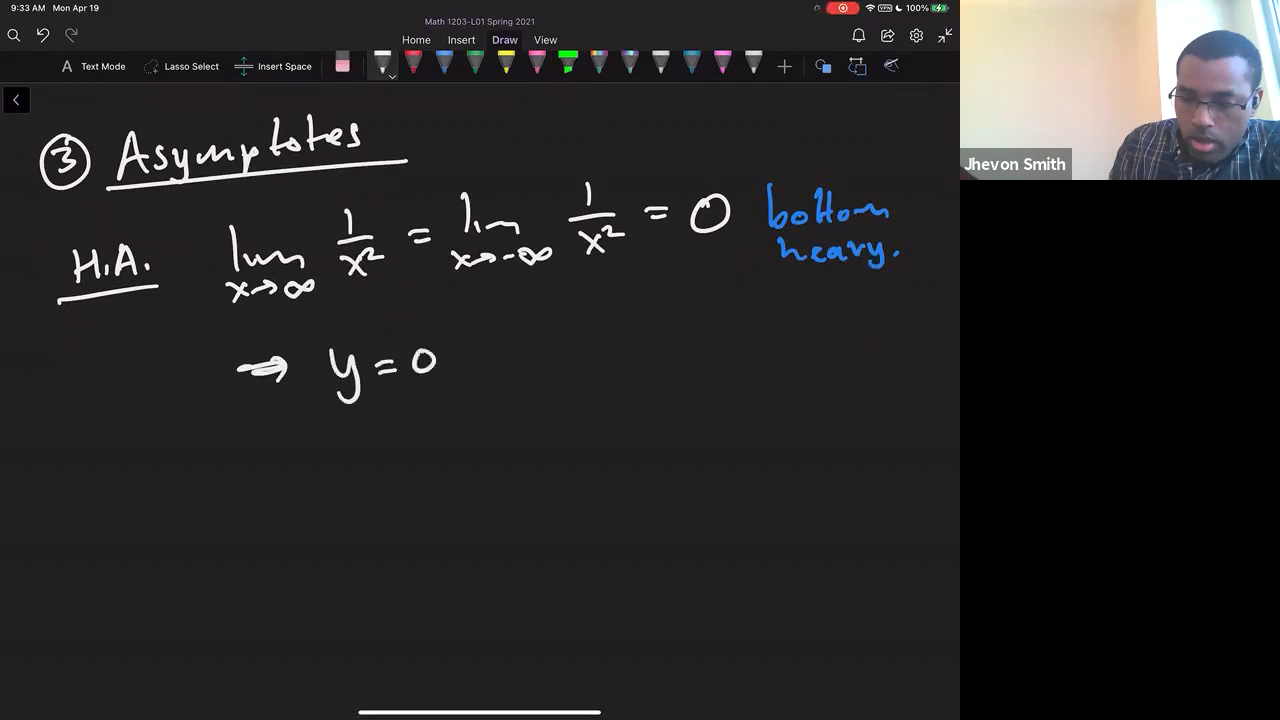 9:33 AM Mon Apr 19
VPN 100%
Math 1203-L01 Spring 2021
Home Insert Draw View
A Text Mode Lasso Select Insert Space
③ Asymptotes
H.A. lim x→∞ 1/x² = lim x→-∞ 1/x² = 0 bottom heavy.
⇒ y = 0
Jhevon Smith